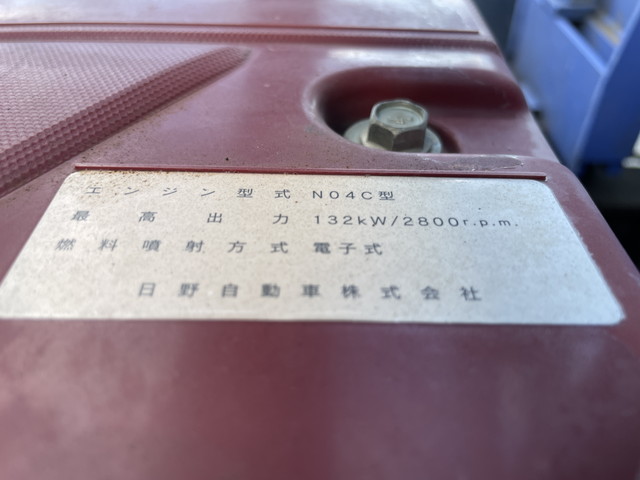 エンジン型式 N04C型
最高出力 132kW/2800r.p.m.
燃料噴射方式 電子式
日野自動車株式会社